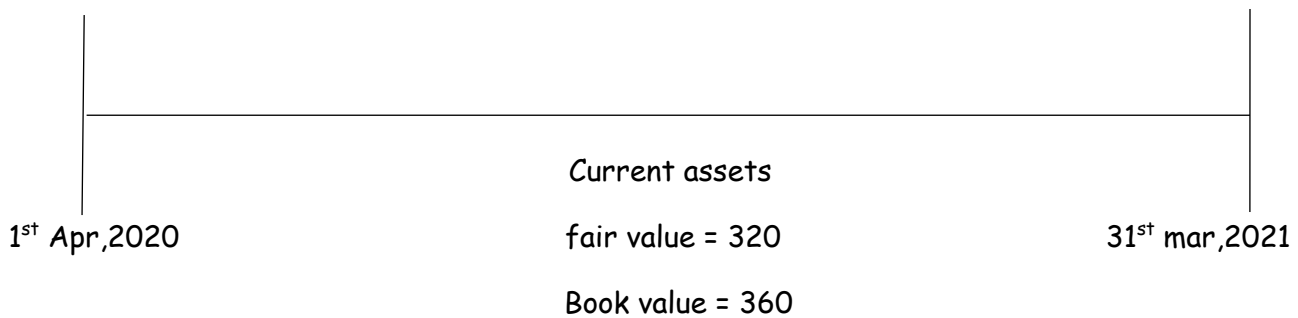 Current assets
1st Apr,2020 fair value = 320 31st mar,2021
Book value = 360